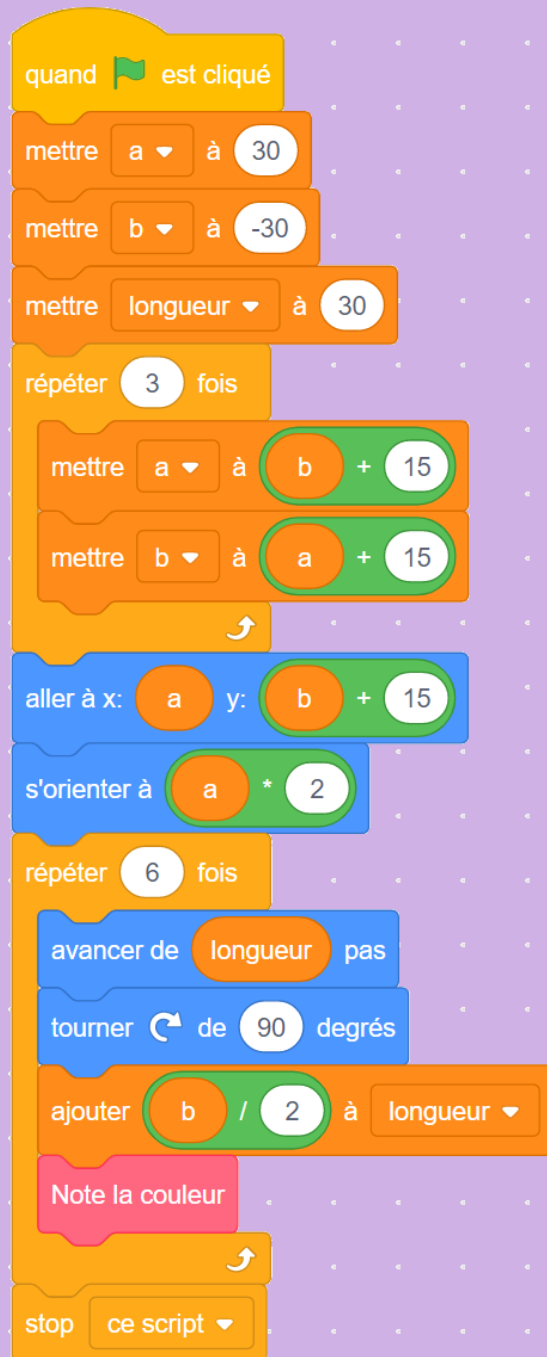 quand est cliqué
mettre a à 30
mettre b à -30
mettre longueur à 30
répéter 3 fois
mettre a à b + 15
mettre b à a + 15
aller à x: a y: b + 15
s'orienter à a * 2
répéter 6 fois
avancer de longueur pas
tourner de 90 degrés
ajouter b / 2 à longueur
Note la couleur
stop ce script